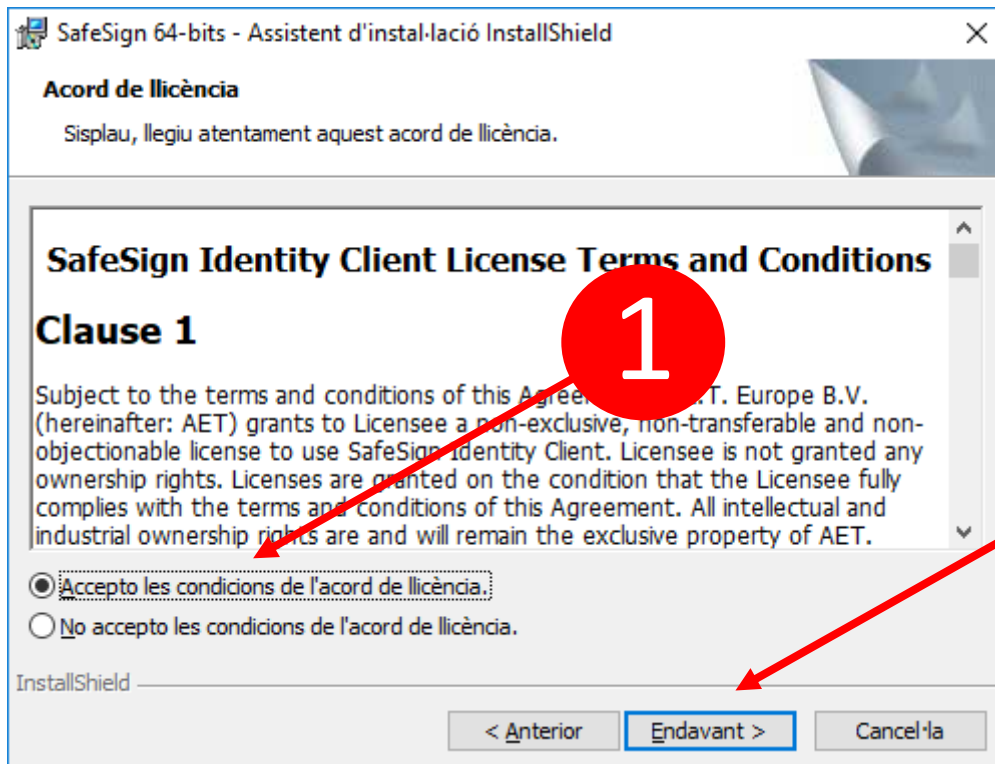 SafeSign 64-bits - Assistent d'instal·lació InstallShield
Acord de llicència
Sisplau, llegiu atentament aquest acord de llicència.
SafeSign Identity Client License Terms and Conditions
Clause 1
1
Subject to the terms and conditions of this .T. Europe B.V.
(hereinafter: AET) grants to Licensee a non-exclusive, non-transferable and non-
objectionable license to use SafeSign Identity Client. Licensee is not granted any
ownership rights. Licenses are granted on the condition that the Licensee fully
complies with the terms and conditions of this Agreement. All intellectual and
industrial ownership rights are and will remain the exclusive property of AET.
Accepto les condicions de l'acord de llicència.
No accepto les condicions de l'acord de llicència.
InstallShield
< Anterior
Endavant >
Cancel·la